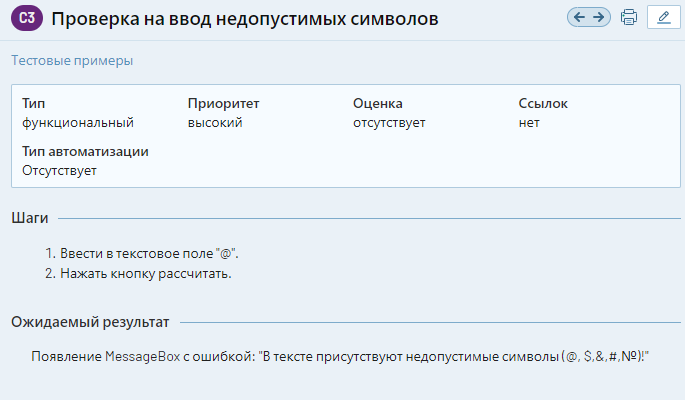 C3 Проверка на ввод недопустимых символов
Тестовые примеры
Тип Приоритет Оценка Ссылок
функциональный высокий отсутствует нет
Тип автоматизации
Отсутствует
Шаги
1. Ввести в текстовое поле "@".
2. Нажать кнопку рассчитать.
Ожидаемый результат
Появление MessageBox с ошибкой: "В тексте присутствуют недопустимые символы (@, $,&,#,№)!"